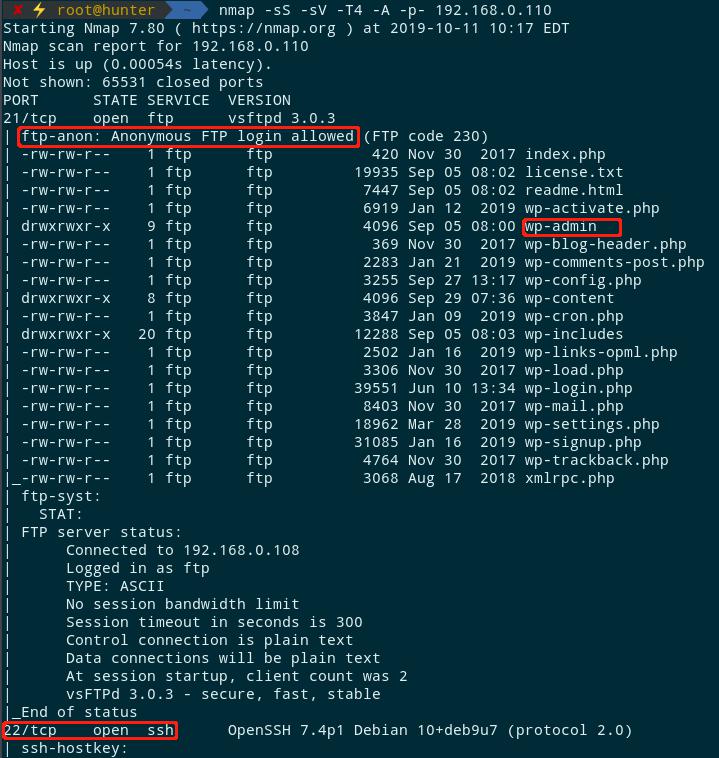 ✘ ⚡ root@hunter ~ nmap -sS -sV -T4 -A -p- 192.168.0.110
Starting Nmap 7.80 ( https://nmap.org ) at 2019-10-11 10:17 EDT
Nmap scan report for 192.168.0.110
Host is up (0.00054s latency).
Not shown: 65531 closed ports
PORT      STATE SERVICE  VERSION
21/tcp    open  ftp      vsftpd 3.0.3
| ftp-anon: Anonymous FTP login allowed (FTP code 230)
| -rw-rw-r--    1 ftp      ftp           420 Nov 30  2017 index.php
| -rw-rw-r--    1 ftp      ftp         19935 Sep 05 08:02 license.txt
| -rw-rw-r--    1 ftp      ftp          7447 Sep 05 08:02 readme.html
| -rw-rw-r--    1 ftp      ftp          6919 Jan 12  2019 wp-activate.php
| drwxrwxr-x    9 ftp      ftp          4096 Sep 05 08:00 wp-admin
| -rw-rw-r--    1 ftp      ftp           369 Nov 30  2017 wp-blog-header.php
| -rw-rw-r--    1 ftp      ftp          2283 Jan 21  2019 wp-comments-post.php
| -rw-rw-r--    1 ftp      ftp          3255 Sep 27 13:17 wp-config.php
| drwxrwxr-x    8 ftp      ftp          4096 Sep 29 07:36 wp-content
| -rw-rw-r--    1 ftp      ftp          3847 Jan 09  2019 wp-cron.php
| drwxrwxr-x   20 ftp      ftp         12288 Sep 05 08:03 wp-includes
| -rw-rw-r--    1 ftp      ftp          2502 Jan 16  2019 wp-links-opml.php
| -rw-rw-r--    1 ftp      ftp          3306 Nov 30  2017 wp-load.php
| -rw-rw-r--    1 ftp      ftp         39551 Jun 10 13:34 wp-login.php
| -rw-rw-r--    1 ftp      ftp          8403 Nov 30  2017 wp-mail.php
| -rw-rw-r--    1 ftp      ftp         18962 Mar 28  2019 wp-settings.php
| -rw-rw-r--    1 ftp      ftp         31085 Jan 16  2019 wp-signup.php
| -rw-rw-r--    1 ftp      ftp          4764 Nov 30  2017 wp-trackback.php
|_-rw-rw-r--    1 ftp      ftp          3068 Aug 17  2018 xmlrpc.php
| ftp-syst:
|   STAT:
| FTP server status:
|      Connected to 192.168.0.108
|      Logged in as ftp
|      TYPE: ASCII
|      No session bandwidth limit
|      Session timeout in seconds is 300
|      Control connection is plain text
|      Data connections will be plain text
|      At session startup, client count was 2
|      vsFTPd 3.0.3 - secure, fast, stable
|_End of status
22/tcp    open  ssh      OpenSSH 7.4p1 Debian 10+deb9u7 (protocol 2.0)
| ssh-hostkey: